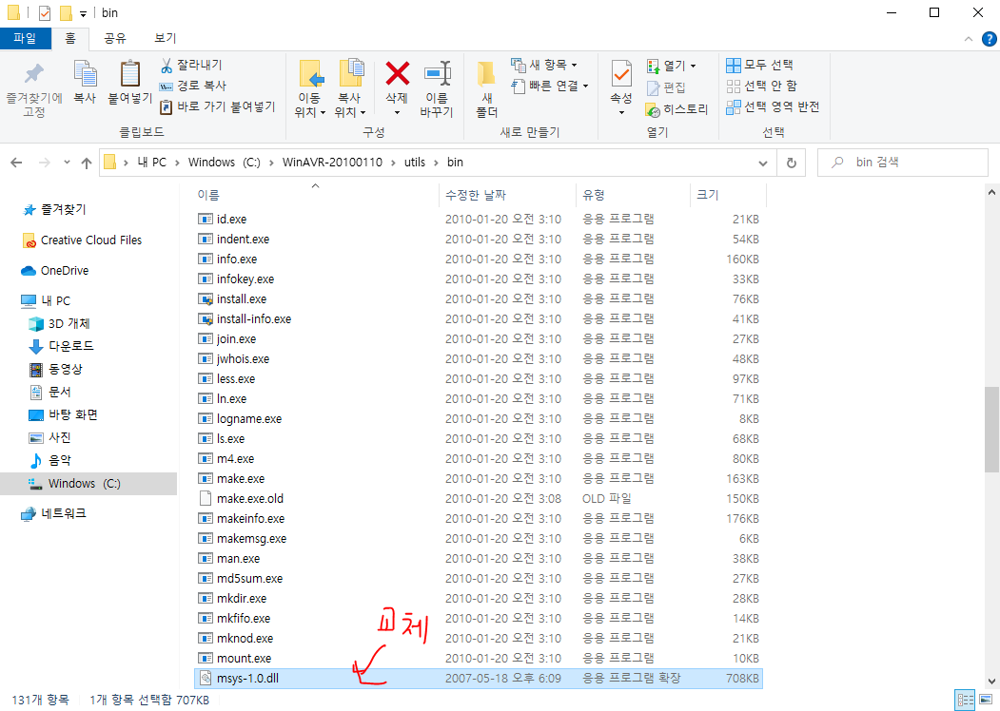 bin
파일 홈 공유 보기
즐겨찾기에 고정
복사
붙여넣기
잘라내기
경로 복사
바로 가기 붙여넣기
클립보드
이동 위치
복사 위치
삭제
이름 바꾸기
구성
새 폴더
새 항목
빠른 연결
새로 만들기
속성
열기
편집
히스토리
열기
모두 선택
선택 안 함
선택 영역 반전
선택
내 PC > Windows (C:) > WinAVR-20100110 > utils > bin
bin 검색
즐겨찾기
Creative Cloud Files
OneDrive
내 PC
3D 개체
다운로드
동영상
문서
바탕 화면
사진
음악
Windows (C:)
네트워크
이름 수정한 날짜 유형 크기
id.exe 2010-01-20 오전 3:10 응용 프로그램 21KB
indent.exe 2010-01-20 오전 3:10 응용 프로그램 54KB
info.exe 2010-01-20 오전 3:10 응용 프로그램 160KB
infokey.exe 2010-01-20 오전 3:10 응용 프로그램 33KB
install.exe 2010-01-20 오전 3:10 응용 프로그램 76KB
install-info.exe 2010-01-20 오전 3:10 응용 프로그램 41KB
join.exe 2010-01-20 오전 3:10 응용 프로그램 27KB
jwhois.exe 2010-01-20 오전 3:10 응용 프로그램 48KB
less.exe 2010-01-20 오전 3:10 응용 프로그램 97KB
ln.exe 2010-01-20 오전 3:10 응용 프로그램 71KB
logname.exe 2010-01-20 오전 3:10 응용 프로그램 8KB
ls.exe 2010-01-20 오전 3:10 응용 프로그램 68KB
m4.exe 2010-01-20 오전 3:10 응용 프로그램 80KB
make.exe 2010-01-20 오전 3:10 응용 프로그램 163KB
make.exe.old 2010-01-20 오전 3:08 OLD 파일 150KB
makeinfo.exe 2010-01-20 오전 3:10 응용 프로그램 176KB
makemsg.exe 2010-01-20 오전 3:10 응용 프로그램 6KB
man.exe 2010-01-20 오전 3:10 응용 프로그램 38KB
md5sum.exe 2010-01-20 오전 3:10 응용 프로그램 27KB
mkdir.exe 2010-01-20 오전 3:10 응용 프로그램 28KB
mkfifo.exe 2010-01-20 오전 3:10 응용 프로그램 14KB
mknod.exe 2010-01-20 오전 3:10 응용 프로그램 21KB
mount.exe 2010-01-20 오전 3:10 응용 프로그램 10KB
교체
msys-1.0.dll 2007-05-18 오후 6:09 응용 프로그램 확장 708KB
131개 항목 1개 항목 선택함 707KB